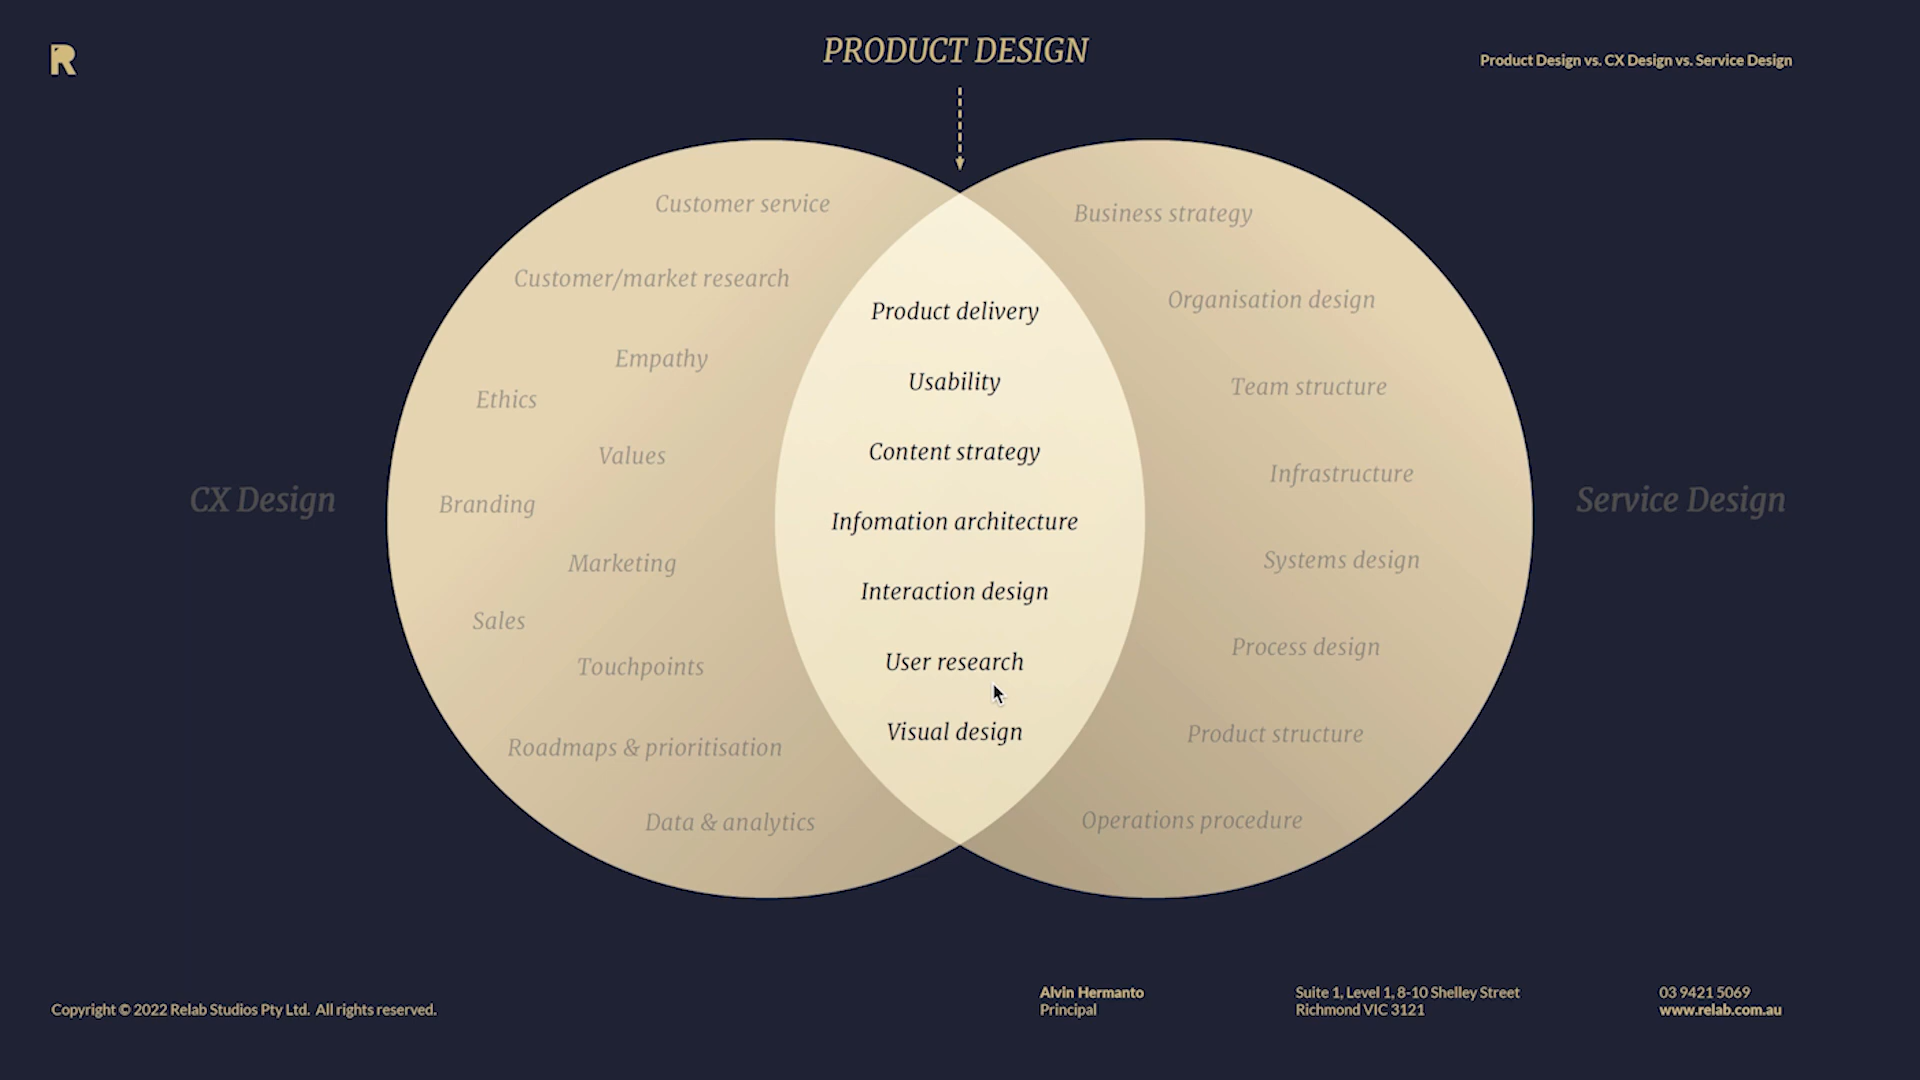 R
PRODUCT DESIGN
Product Design vs. CX Design vs. Service Design
CX Design
Customer service
Customer/market research
Empathy
Ethics
Values
Branding
Marketing
Sales
Touchpoints
Roadmaps & prioritisation
Data & analytics
Product delivery
Usability
Content strategy
Infomation architecture
Interaction design
User research
Visual design
Business strategy
Organisation design
Team structure
Infrastructure
Systems design
Process design
Product structure
Operations procedure
Service Design
Copyright © 2022 Relab Studios Pty Ltd. All rights reserved.
Alvin Hermanto
Principal
Suite 1, Level 1, 8-10 Shelley Street
Richmond VIC 3121
03 9421 5069
www.relab.com.au